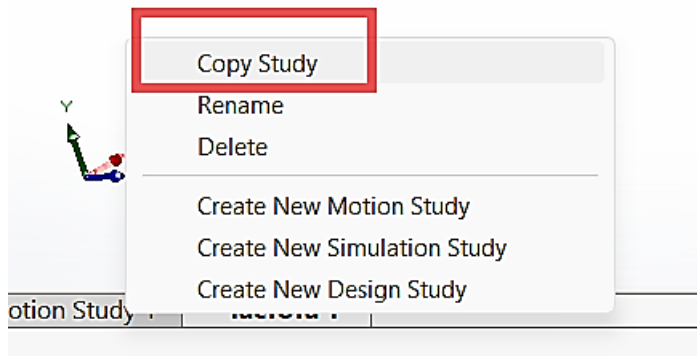 Copy Study
Rename
Y
Delete
Create New Motion Study
Create New Simulation Study
Create New Design Study
otion Study